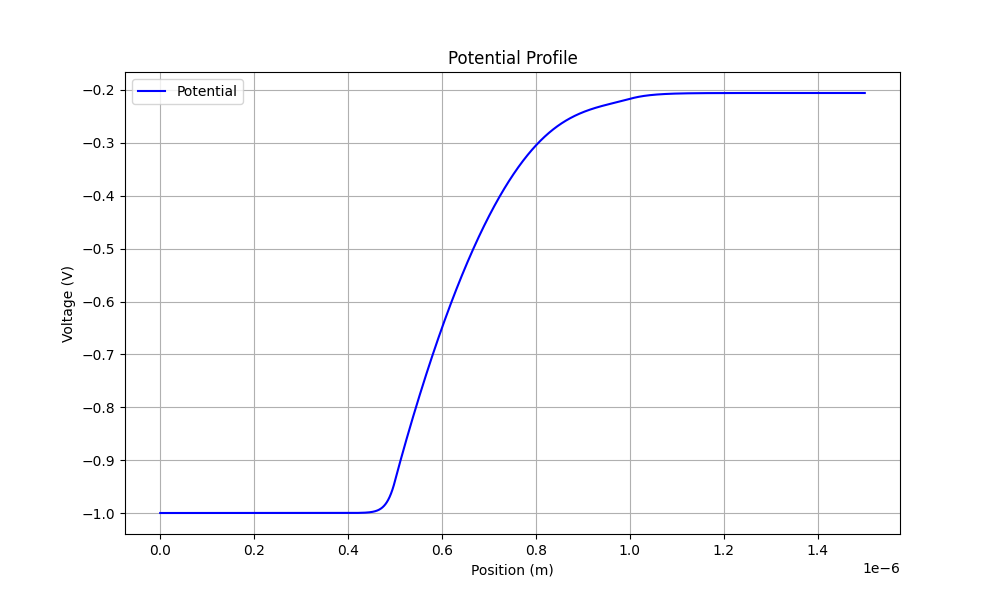 Potential Profile
Potential
Voltage (V)
−0.2
−0.3
−0.4
−0.5
−0.6
−0.7
−0.8
−0.9
−1.0
0.0 0.2 0.4 0.6 0.8 1.0 1.2 1.4
1e−6
Position (m)